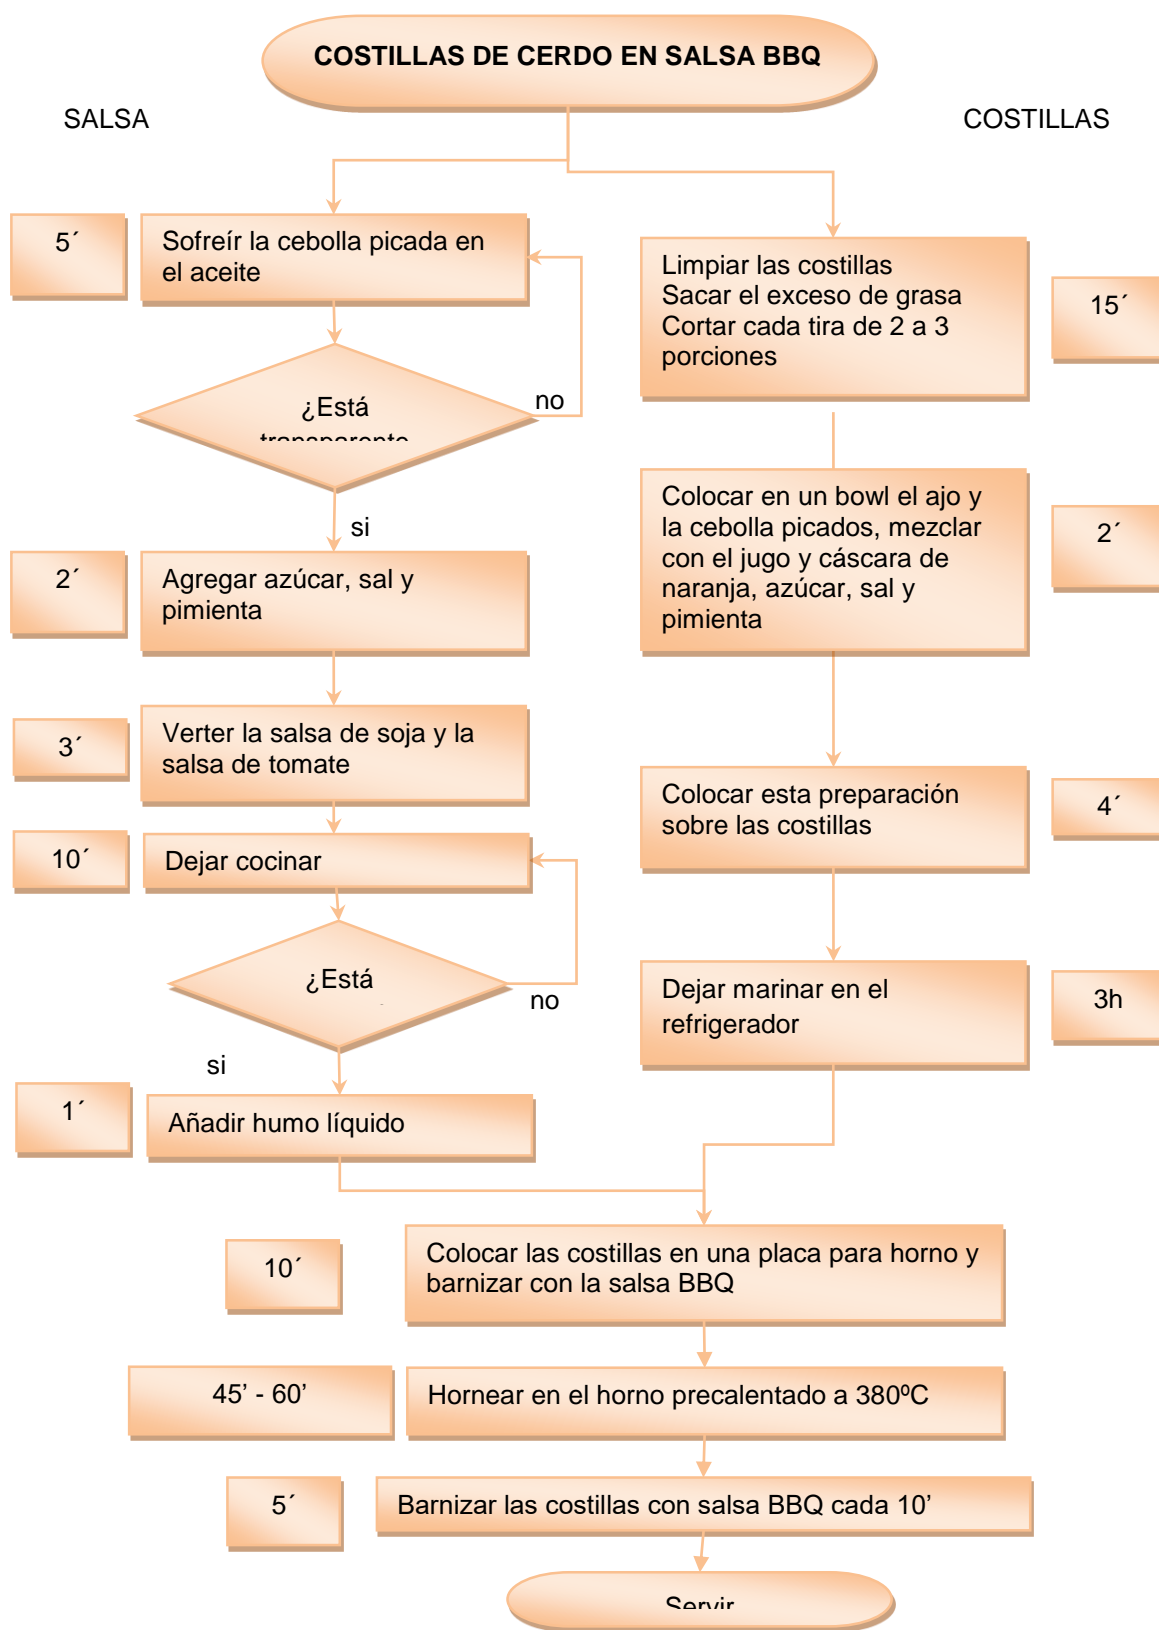 COSTILLAS DE CERDO EN SALSA BBQ
SALSA
COSTILLAS
5´
Sofreír la cebolla picada en
el aceite
¿Está
transparente
no
si
2´
Agregar azúcar, sal y
pimienta
3´
Verter la salsa de soja y la
salsa de tomate
10´
Dejar cocinar
¿Está
no
si
1´
Añadir humo líquido
Limpiar las costillas
Sacar el exceso de grasa
Cortar cada tira de 2 a 3
porciones
15´
Colocar en un bowl el ajo y
la cebolla picados, mezclar
con el jugo y cáscara de
naranja, azúcar, sal y
pimienta
2´
Colocar esta preparación
sobre las costillas
4´
Dejar marinar en el
refrigerador
3h
10´
Colocar las costillas en una placa para horno y
barnizar con la salsa BBQ
45’ - 60’
Hornear en el horno precalentado a 380ºC
5´
Barnizar las costillas con salsa BBQ cada 10’
Servir